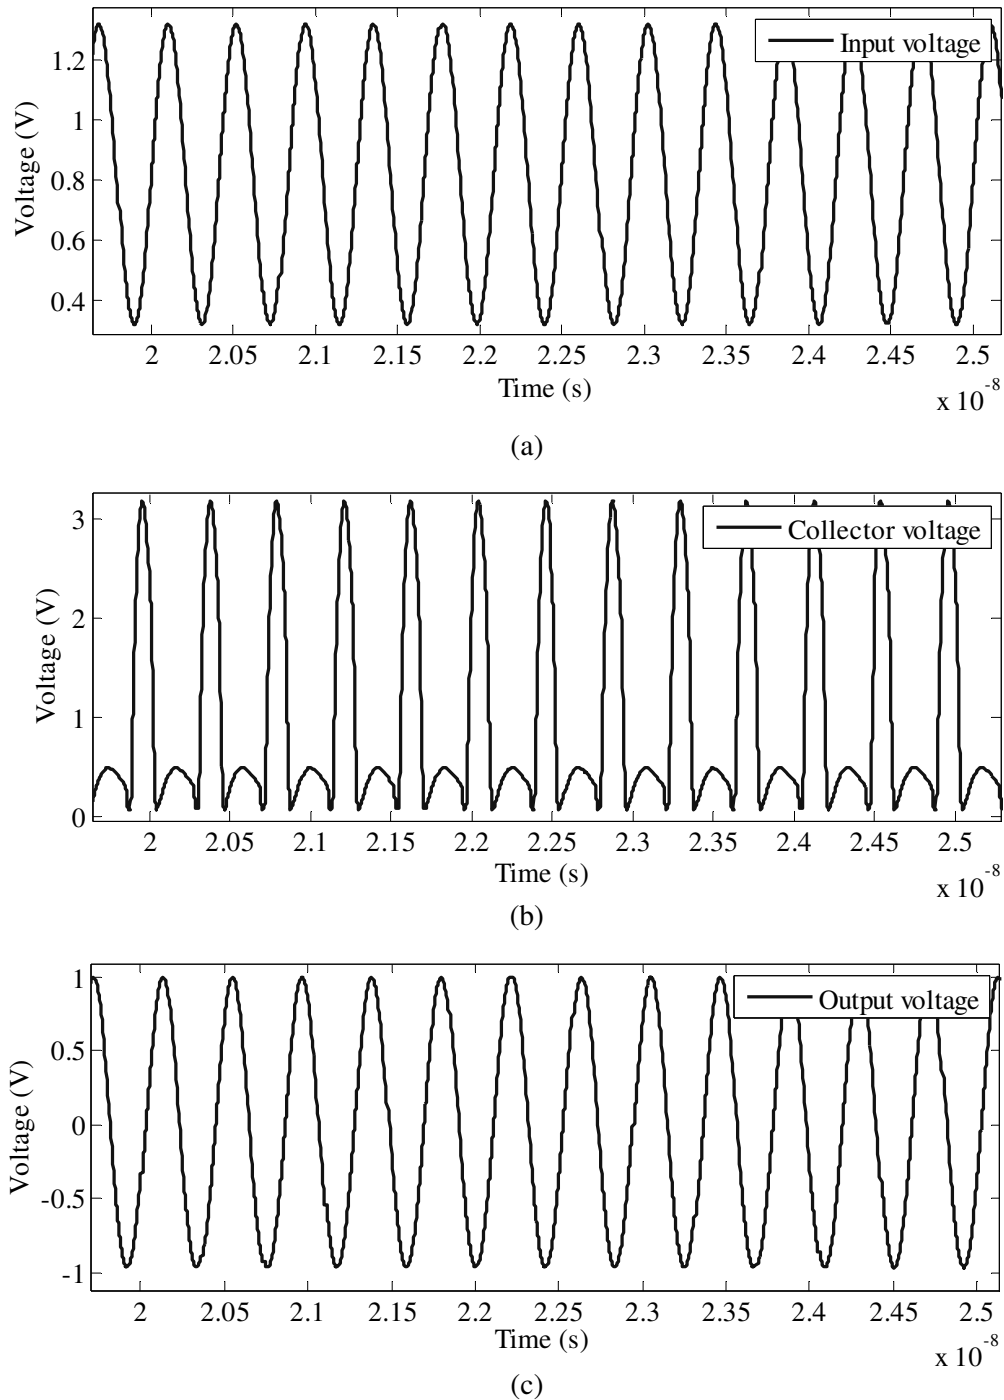 Input voltage
1.2
1
0.8
0.6
0.4
Voltage (V)
2 2.05 2.1 2.15 2.2 2.25 2.3 2.35 2.4 2.45 2.5
Time (s)
x 10^-8
(a)
Collector voltage
3
2
1
0
Voltage (V)
2 2.05 2.1 2.15 2.2 2.25 2.3 2.35 2.4 2.45 2.5
Time (s)
x 10^-8
(b)
Output voltage
1
0.5
0
-0.5
-1
Voltage (V)
2 2.05 2.1 2.15 2.2 2.25 2.3 2.35 2.4 2.45 2.5
Time (s)
x 10^-8
(c)